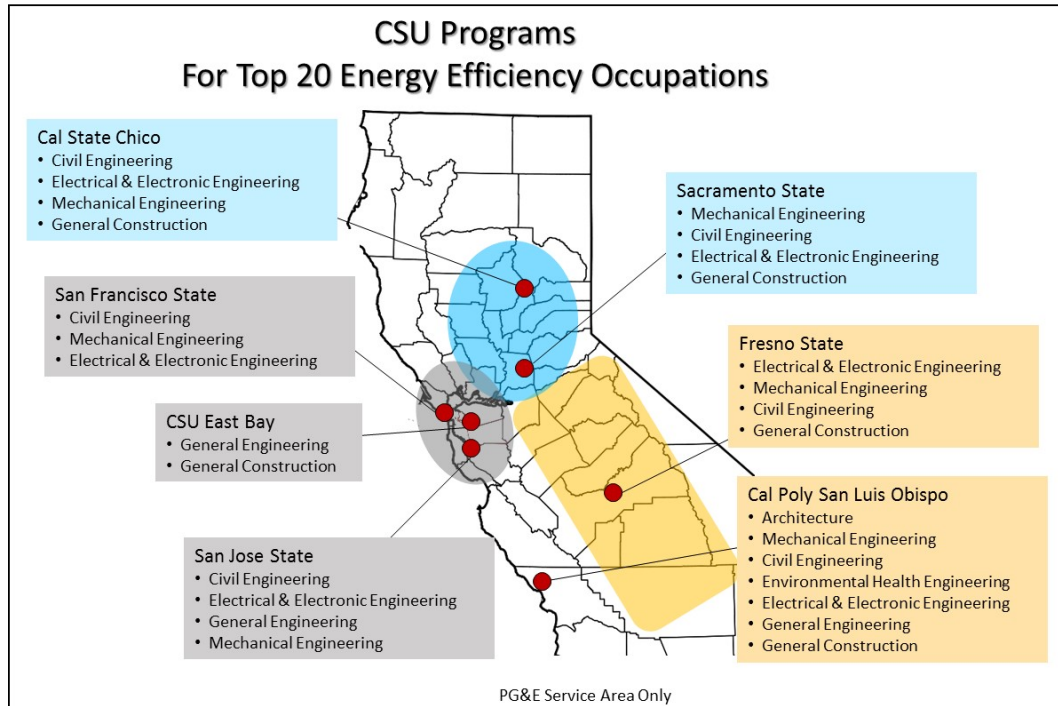 CSU Programs
For Top 20 Energy Efficiency Occupations
Cal State Chico
• Civil Engineering
• Electrical & Electronic Engineering
• Mechanical Engineering
• General Construction
Sacramento State
• Mechanical Engineering
• Civil Engineering
• Electrical & Electronic Engineering
• General Construction
San Francisco State
• Civil Engineering
• Mechanical Engineering
• Electrical & Electronic Engineering
Fresno State
• Electrical & Electronic Engineering
• Mechanical Engineering
• Civil Engineering
• General Construction
CSU East Bay
• General Engineering
• General Construction
Cal Poly San Luis Obispo
• Architecture
• Mechanical Engineering
• Civil Engineering
• Environmental Health Engineering
• Electrical & Electronic Engineering
• General Engineering
• General Construction
San Jose State
• Civil Engineering
• Electrical & Electronic Engineering
• General Engineering
• Mechanical Engineering
PG&E Service Area Only